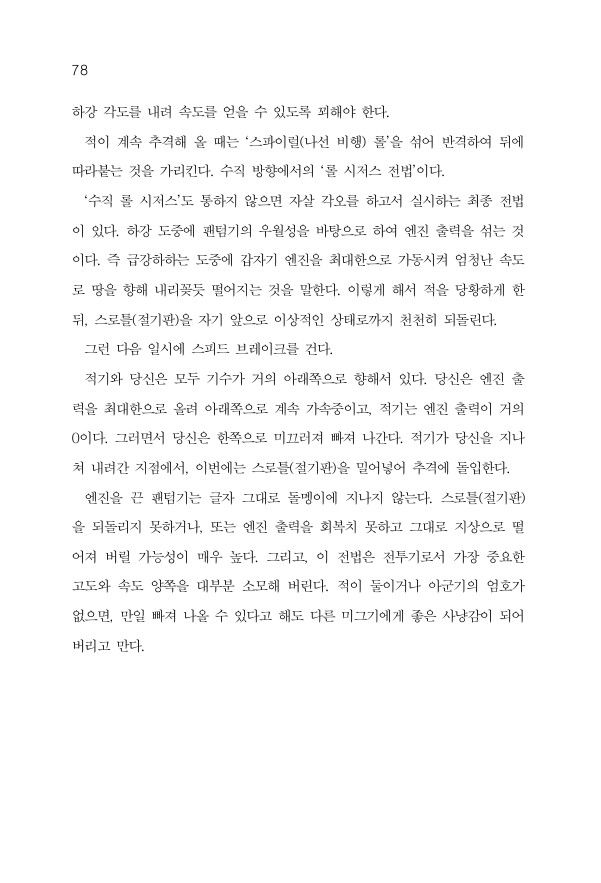 78
하강 각도를 내려 속도를 얻을 수 있도록 꾀해야 한다.
적이 계속 추격해 올 때는 ‘스파이럴(나선 비행) 롤’을 섞어 반격하여 뒤에
따라붙는 것을 가리킨다. 수직 방향에서의 ‘롤 시저스 전법’이다.
‘수직 롤 시저스’도 통하지 않으면 자살 각오를 하고서 실시하는 최종 전법
이 있다. 하강 도중에 팬텀기의 우월성을 바탕으로 하여 엔진 출력을 섞는 것
이다. 즉 급강하하는 도중에 갑자기 엔진을 최대한으로 가동시켜 엄청난 속도
로 땅을 향해 내리꽂듯 떨어지는 것을 말한다. 이렇게 해서 적을 당황하게 한
뒤, 스로틀(절기판)을 자기 앞으로 이상적인 상태로까지 천천히 되돌린다.
그런 다음 일시에 스피드 브레이크를 건다.
적기와 당신은 모두 기수가 거의 아래쪽으로 향해서 있다. 당신은 엔진 출
력을 최대한으로 올려 아래쪽으로 계속 가속중이고, 적기는 엔진 출력이 거의
0이다. 그러면서 당신은 한쪽으로 미끄러져 빠져 나간다. 적기가 당신을 지나
쳐 내려간 지점에서, 이번에는 스로틀(절기판)을 밀어넣어 추격에 돌입한다.
엔진을 끈 팬텀기는 글자 그대로 돌멩이에 지나지 않는다. 스로틀(절기판)
을 되돌리지 못하거나, 또는 엔진 출력을 회복치 못하고 그대로 지상으로 떨
어져 버릴 가능성이 매우 높다. 그리고, 이 전법은 전투기로서 가장 중요한
고도와 속도 양쪽을 대부분 소모해 버린다. 적이 둘이거나 아군기의 엄호가
없으면, 만일 빠져 나올 수 있다고 해도 다른 미그기에게 좋은 사냥감이 되어
버리고 만다.